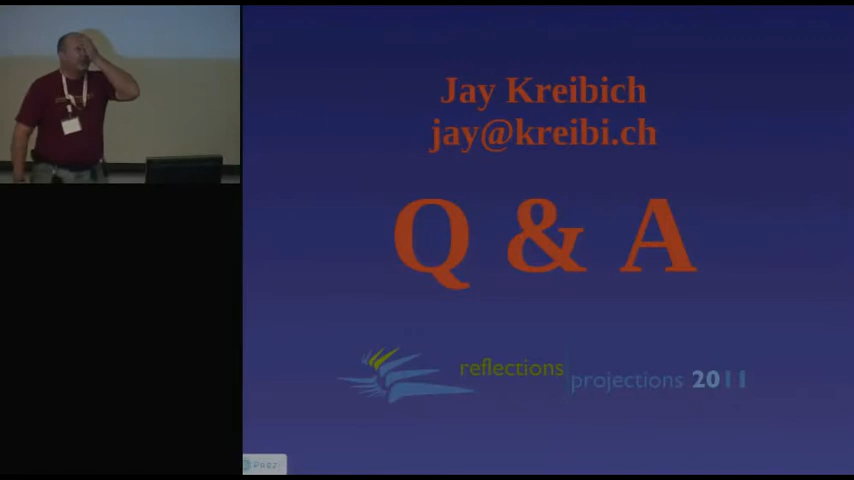 Jay Kreibich
jay@kreibi.ch
Q & A
reflections
projections 2011